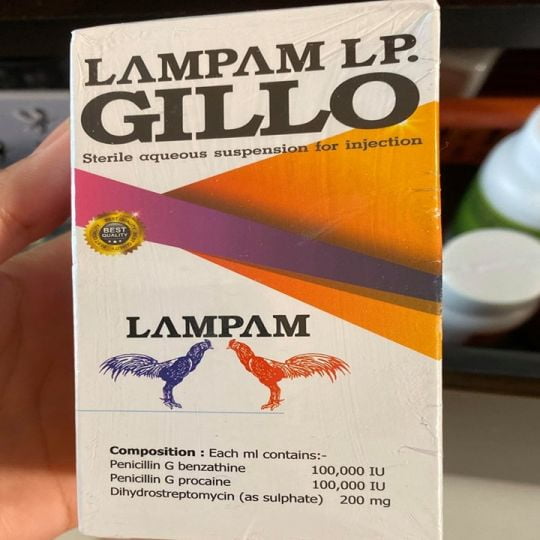 LAMPAM LP.
GILLO
Sterile aqueous suspension for injection
BEST
QUALITY
LAMPAM
Composition : Each ml contains:-
Penicillin G benzathine 100,000 IU
Penicillin G procaine 100,000 IU
Dihydrostreptomycin (as sulphate) 200 mg